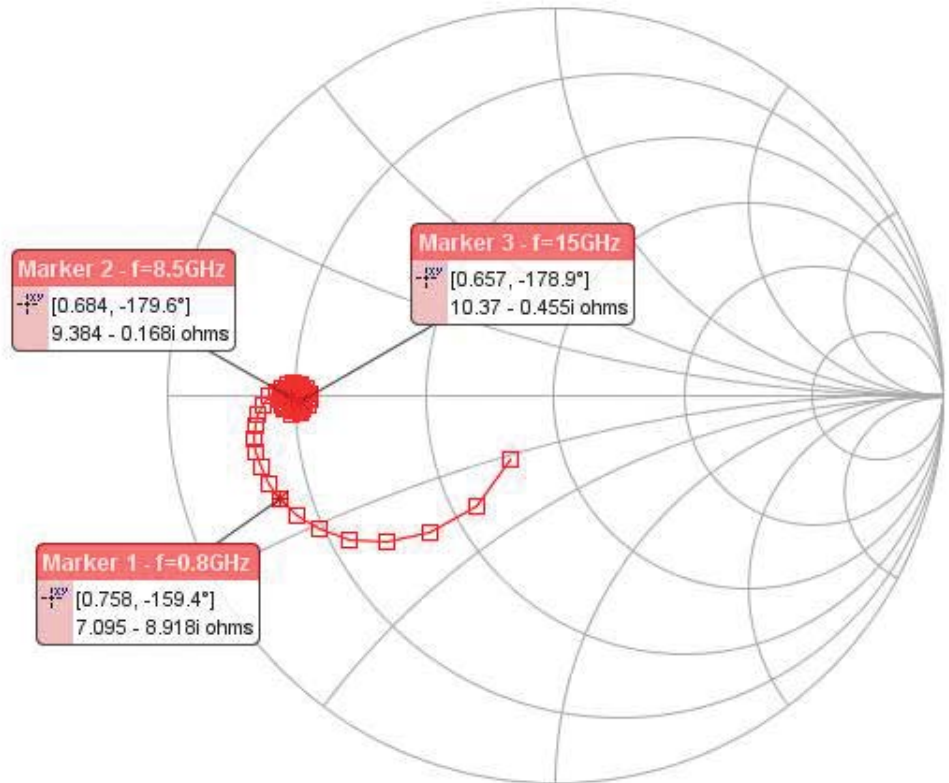 Marker 3 - f=15GHz
[0.657, -178.9°]
10.37 - 0.455i ohms
Marker 2 - f=8.5GHz
[0.684, -179.6°]
9.384 - 0.168i ohms
Marker 1 - f=0.8GHz
[0.758, -159.4°]
7.095 - 8.918i ohms